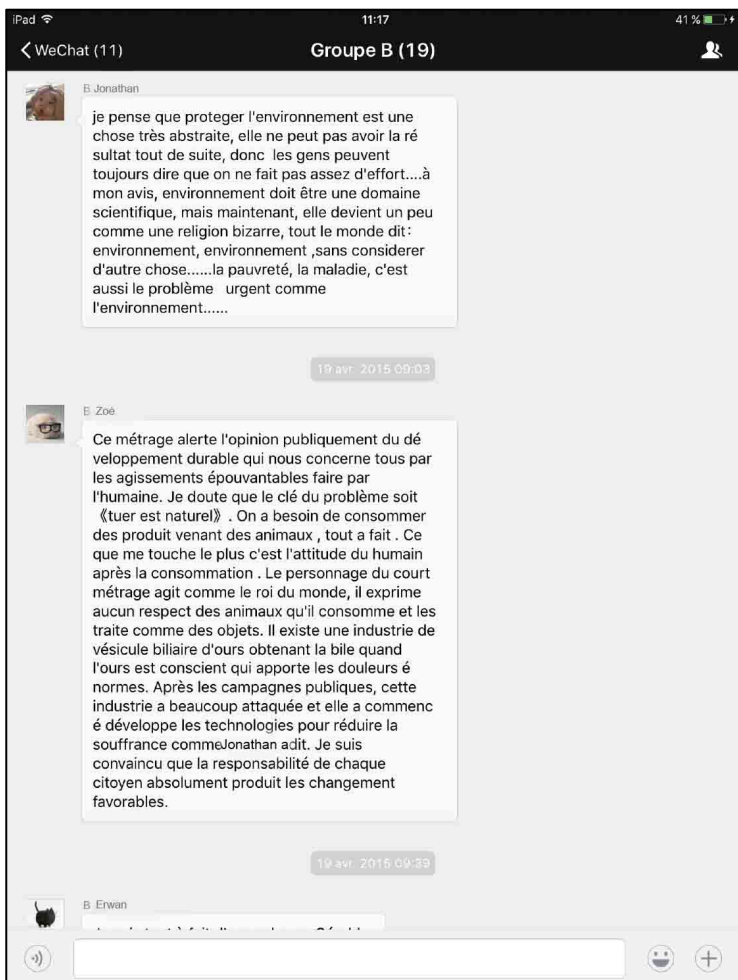 iPad 11:17 41 %
WeChat (11) Groupe B (19)
B Jonathan
je pense que proteger l'environnement est une
chose très abstraite, elle ne peut pas avoir la ré
sultat tout de suite, donc les gens peuvent
toujours dire que on ne fait pas assez d'effort....à
mon avis, environnement doit être une domaine
scientifique, mais maintenant, elle devient un peu
comme une religion bizarre, tout le monde dit:
environnement, environnement ,sans considerer
d'autre chose......la pauvreté, la maladie, c'est
aussi le problème urgent comme
l'environnement......
19 avr. 2015 09:03
B Zoé
Ce métrage alerte l'opinion publiquement du dé
veloppement durable qui nous concerne tous par
les agissements épouvantables faire par
l'humaine. Je doute que le clé du problème soit
《tuer est naturel》. On a besoin de consommer
des produit venant des animaux , tout a fait . Ce
que me touche le plus c'est l'attitude du humain
après la consommation . Le personnage du court
métrage agit comme le roi du monde, il exprime
aucun respect des animaux qu'il consomme et les
traite comme des objets. Il existe une industrie de
vésicule biliaire d'ours obtenant la bile quand
l'ours est conscient qui apporte les douleurs é
normes. Après les campagnes publiques, cette
industrie a beaucoup attaquée et elle a commenc
é développe les technologies pour réduire la
souffrance commeJonathan adit. Je suis
convaincu que la responsabilité de chaque
citoyen absolument produit les changement
favorables.
19 avr. 2015 09:39
B Erwan